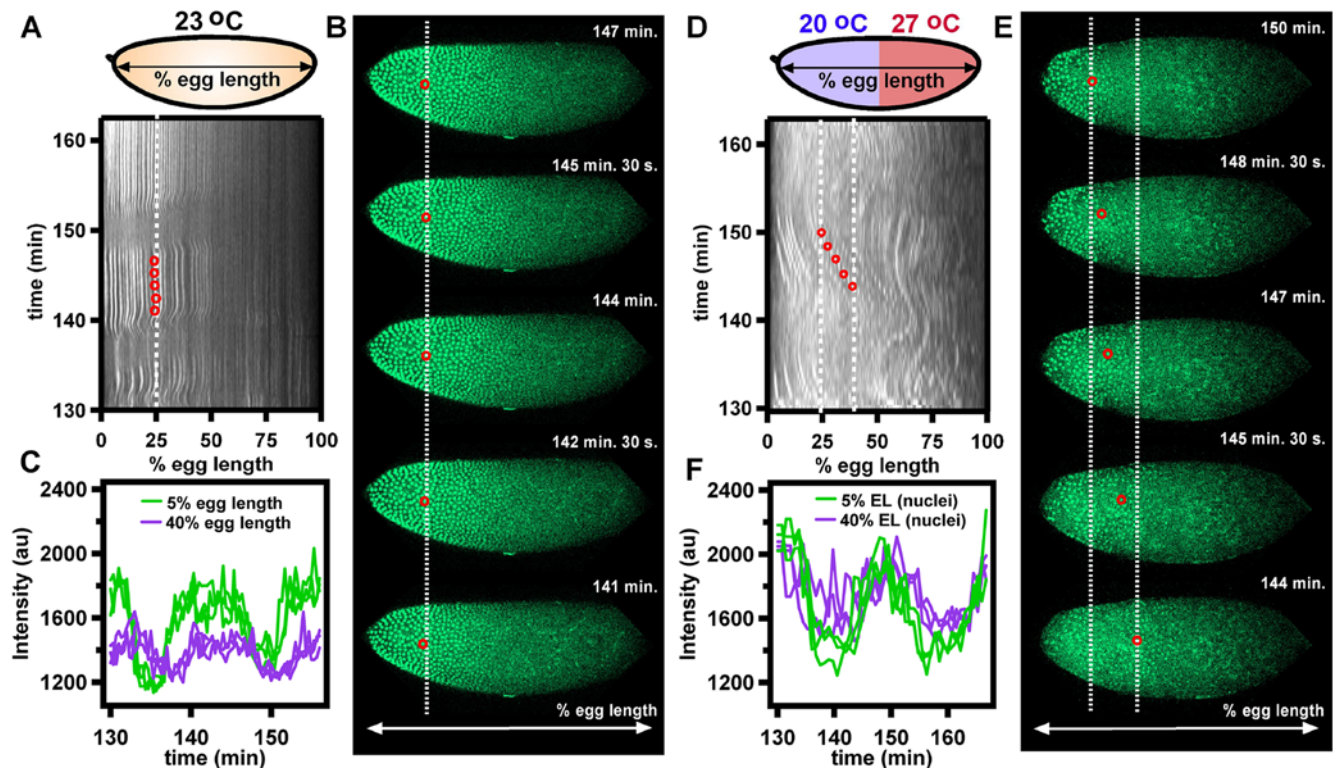 A
23 oC
% egg length
time (min)
160
150
140
130
0 25 50 75 100
% egg length
B
147 min.
145 min. 30 s.
144 min.
142 min. 30 s.
141 min.
% egg length
C
Intensity (au)
2400
2000
1600
1200
5% egg length
40% egg length
130 140 150
time (min)
D
20 oC 27 oC
% egg length
time (min)
160
150
140
130
0 25 50 75 100
% egg length
E
150 min.
148 min. 30 s.
147 min.
145 min. 30 s.
144 min.
% egg length
F
Intensity (au)
2400
2000
1600
1200
5% EL (nuclei)
40% EL (nuclei)
130 140 150 160
time (min)